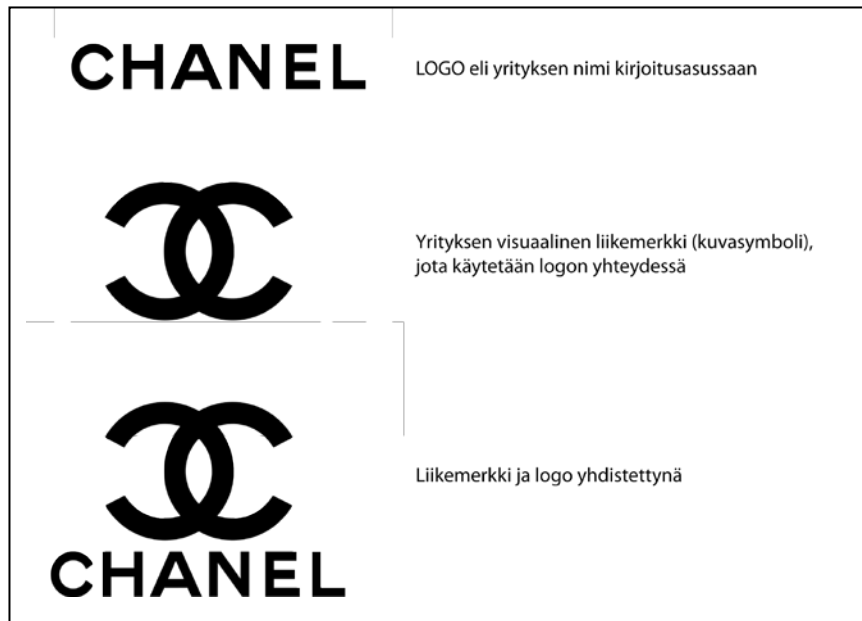 CHANEL
LOGO eli yrityksen nimi kirjoitusasussaan
Yrityksen visuaalinen liikemerkki (kuvasymboli),
jota käytetään logon yhteydessä
Liikemerkki ja logo yhdistettynä
CHANEL